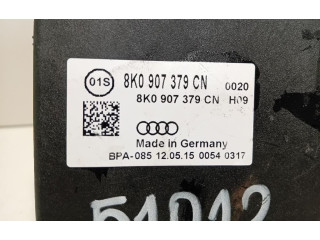 01S 8K0 907 379 CN 0020
8K0 907 379 CN H09
Made in Germany
BPA-085 12.05.15 0054 0317
51012